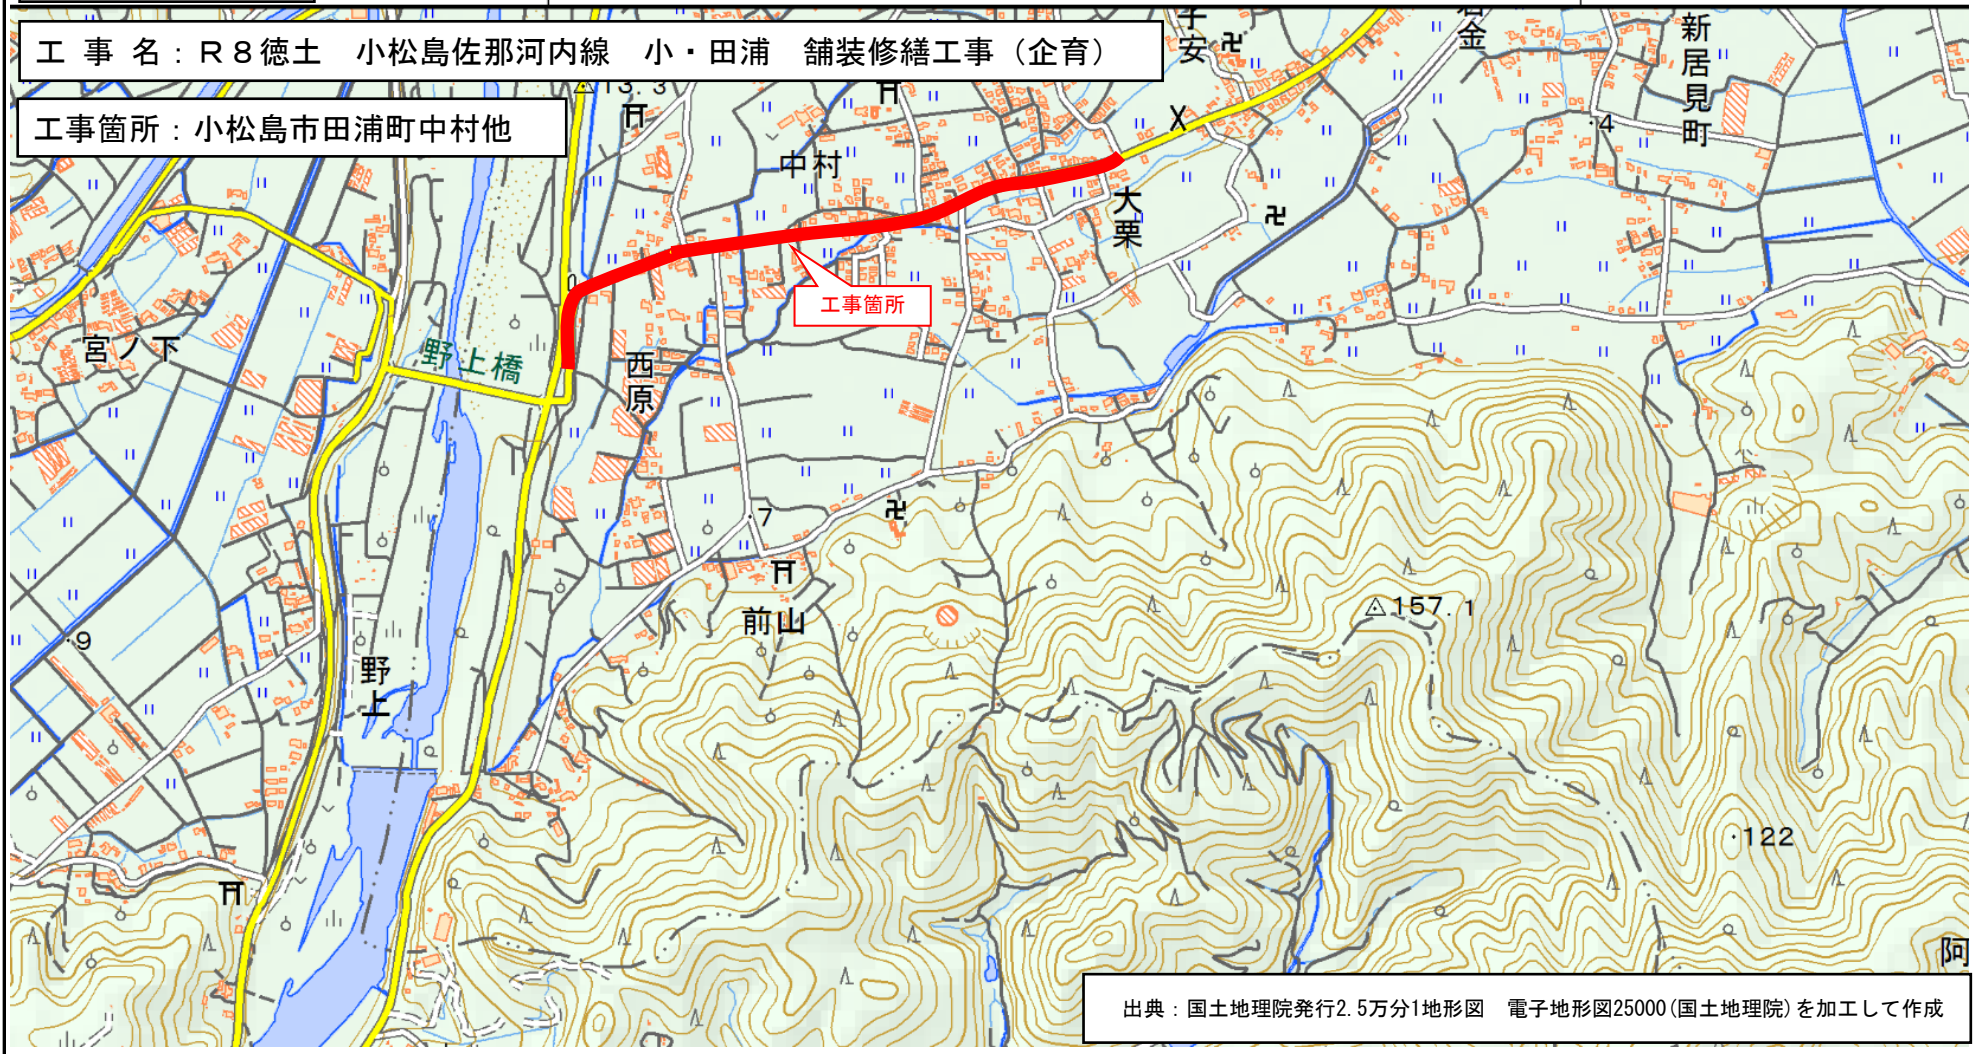 工 事 名：Ｒ８徳土　小松島佐那河内線　小・田浦　舗装修繕工事（企育）
工事箇所：小松島市田浦町中村他
13.3
子安
新居見町
4
中村
大栗
工事箇所
宮ノ下
野上橋
西原
7
前山
157.1
9
野上
122
阿
出典：国土地理院発行2.5万分1地形図　電子地形図25000(国土地理院)を加工して作成